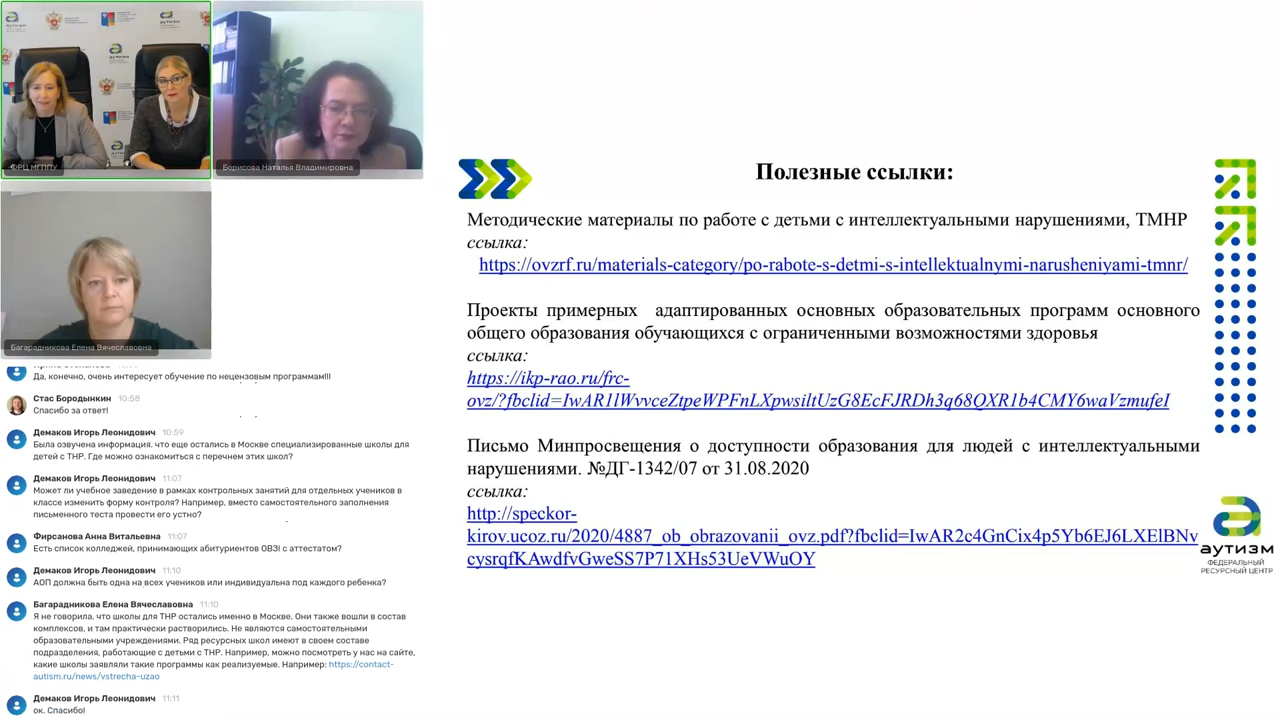 аутизм
аутизм
аутизм
ФРЦ МГППУ
Борисова Наталья Владимировна
Багарадникова Елена Вячеславовна
Да, конечно, очень интересует обучение по нецензовым программам!!!
Стас Бородынкин 10:58
Спасибо за ответ!
Демаков Игорь Леонидович 10:59
Была озвучена информация. что еще остались в Москве специализированные школы для
детей с ТНР. Где можно ознакомиться с перечнем этих школ?
Демаков Игорь Леонидович 11:07
Может ли учебное заведение в рамках контрольных занятий для отдельных учеников в
классе изменить форму контроля? Например, вместо самостоятельного заполнения
письменного теста провести его устно?
Фирсанова Анна Витальевна 11:07
Есть список колледжей, принимающих абитуриентов ОВЗІ с аттестатом?
Демаков Игорь Леонидович 11:10
АОП должна быть одна на всех учеников или индивидуальна под каждого ребенка?
Багарадникова Елена Вячеславовна 11:10
Я не говорила, что школы для ТНР остались именно в Москве. Они также вошли в состав
комплексов, и там практически растворились. Не являются самостоятельными
образовательными учреждениями. Ряд ресурсных школ имеют в своем составе
подразделения, работающие с детьми с ТНР. Например, можно посмотреть у нас на сайте,
какие школы заявляли такие программы как реализуемые. Например: https://contact-
autism.ru/news/vstrecha-uzao
Демаков Игорь Леонидович 11:11
ок. Спасибо!
Полезные ссылки:
Методические материалы по работе с детьми с интеллектуальными нарушениями, ТМНР
ссылка:
https://ovzrf.ru/materials-category/po-rabote-s-detmi-s-intellektualnymi-narusheniyami-tmnr/
Проекты примерных адаптированных основных образовательных программ основного
общего образования обучающихся с ограниченными возможностями здоровья
ссылка:
https://ikp-rao.ru/frc-
ovz/?fbclid=IwAR1lWvvceZtpeWPFnLXpwsiltUzG8EcFJRDh3q68QXR1b4CMY6waVzmufeI
Письмо Минпросвещения о доступности образования для людей с интеллектуальными
нарушениями. №ДГ-1342/07 от 31.08.2020
ссылка:
http://speckor-
kirov.ucoz.ru/2020/4887_ob_obrazovanii_ovz.pdf?fbclid=IwAR2c4GnCix4p5Yb6EJ6LXElBNv
cysrqfKAwdfvGweSS7P71XHs53UeVWuOY
аутизм
ФЕДЕРАЛЬНЫЙ
РЕСУРСНЫЙ ЦЕНТР